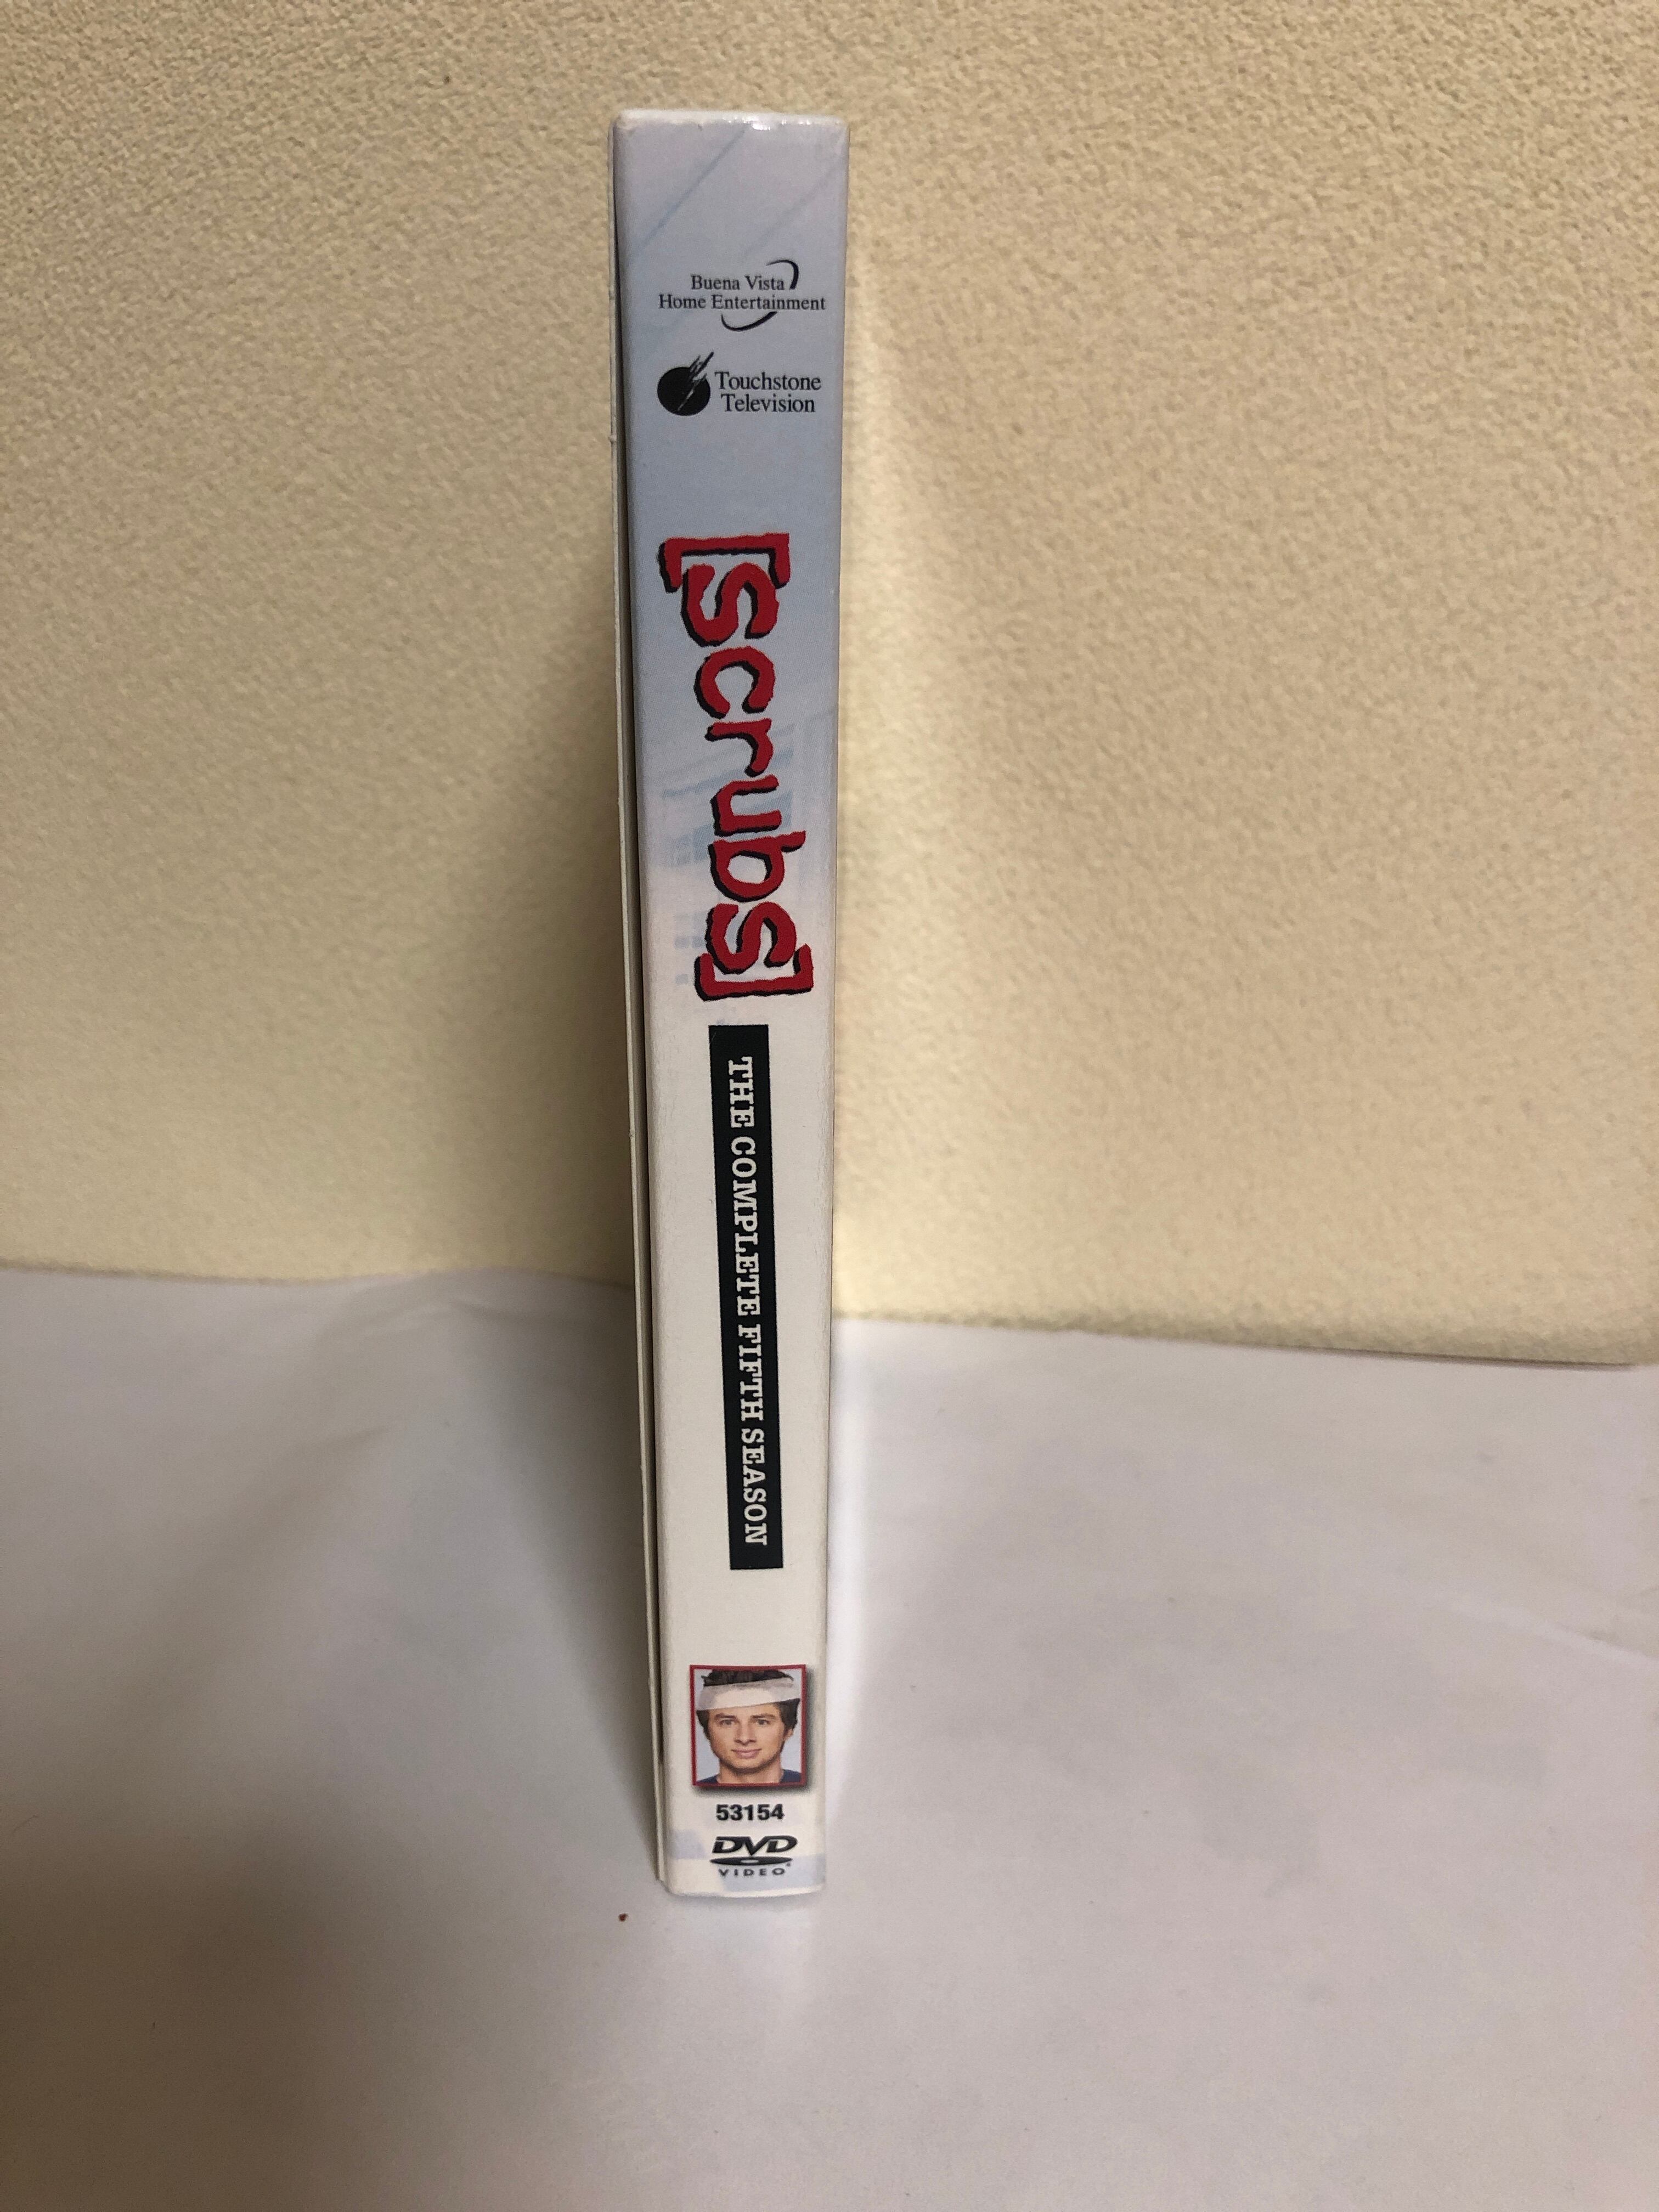 Buena Vista
Home Entertainment
Touchstone
Television
[scrubs]
THE COMPLETE FIFTH SEASON
53154
DVD
VIDEO